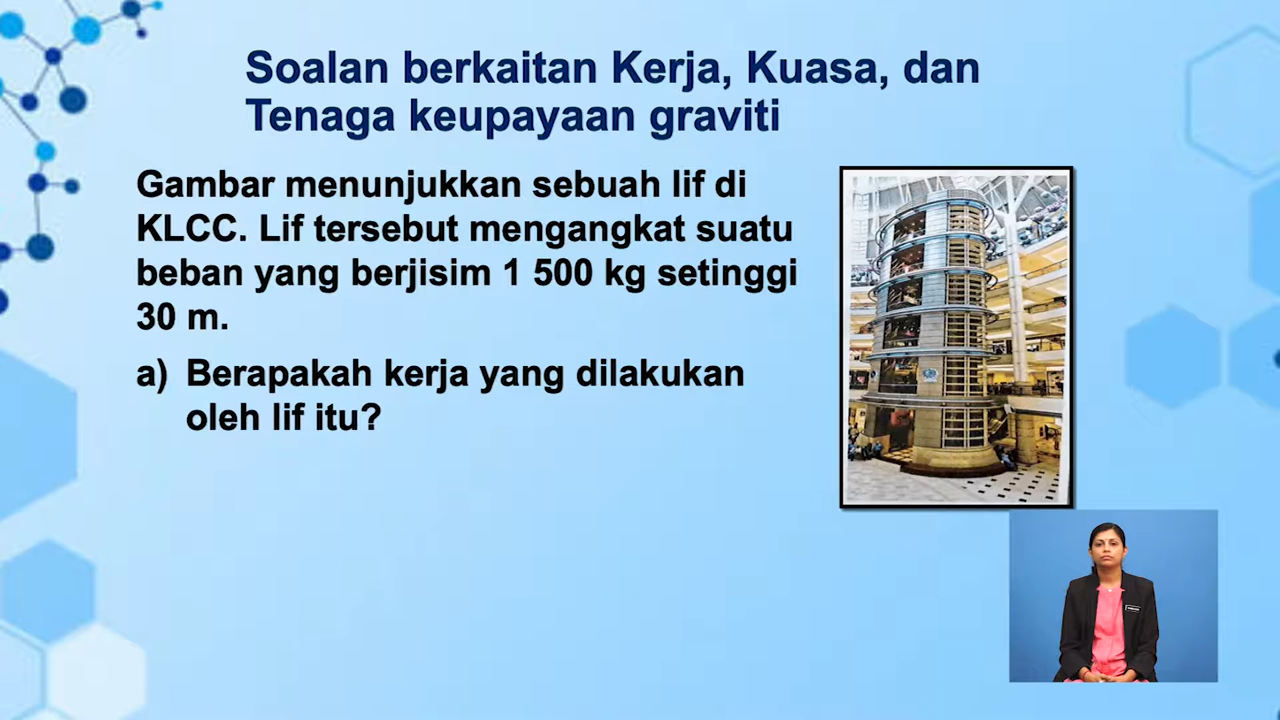 Soalan berkaitan Kerja, Kuasa, dan
Tenaga keupayaan graviti
Gambar menunjukkan sebuah lif di
KLCC. Lif tersebut mengangkat suatu
beban yang berjisim 1 500 kg setinggi
30 m.
a) Berapakah kerja yang dilakukan
oleh lif itu?